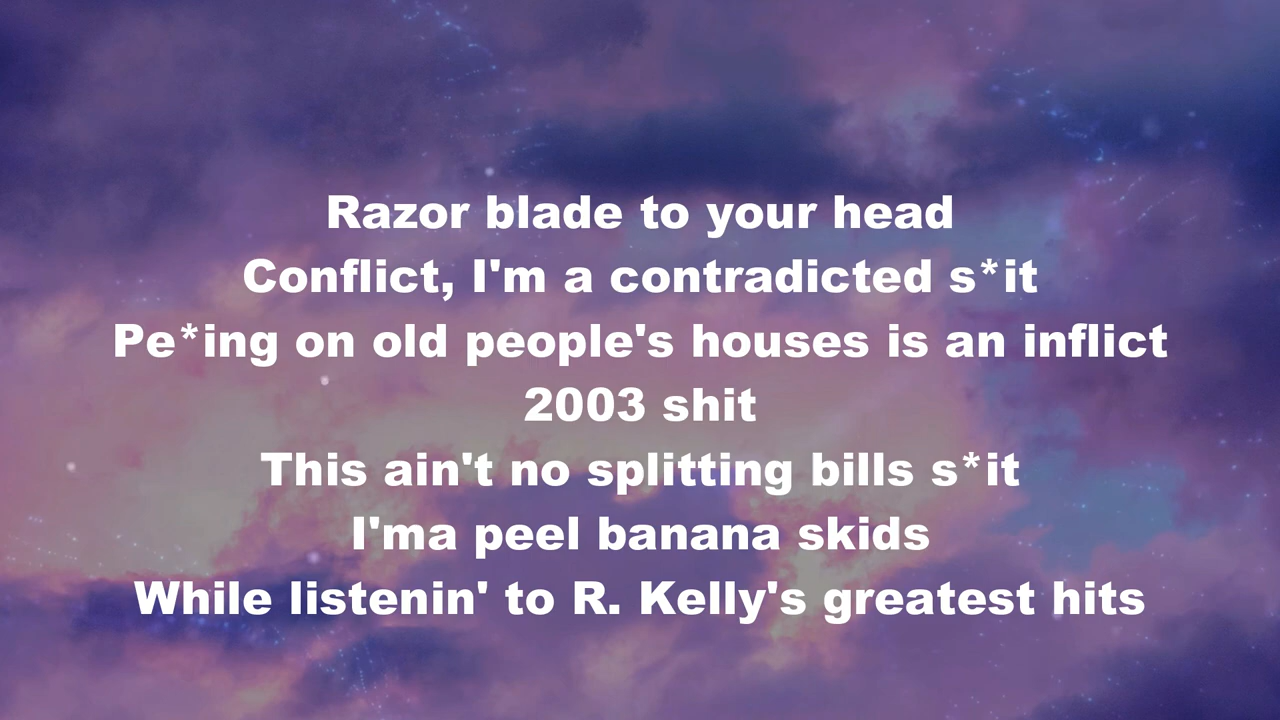 Razor blade to your head
Conflict, I'm a contradicted s*it
Pe*ing on old people's houses is an inflict
2003 shit
This ain't no splitting bills s*it
I'ma peel banana skids
While listenin' to R. Kelly's greatest hits